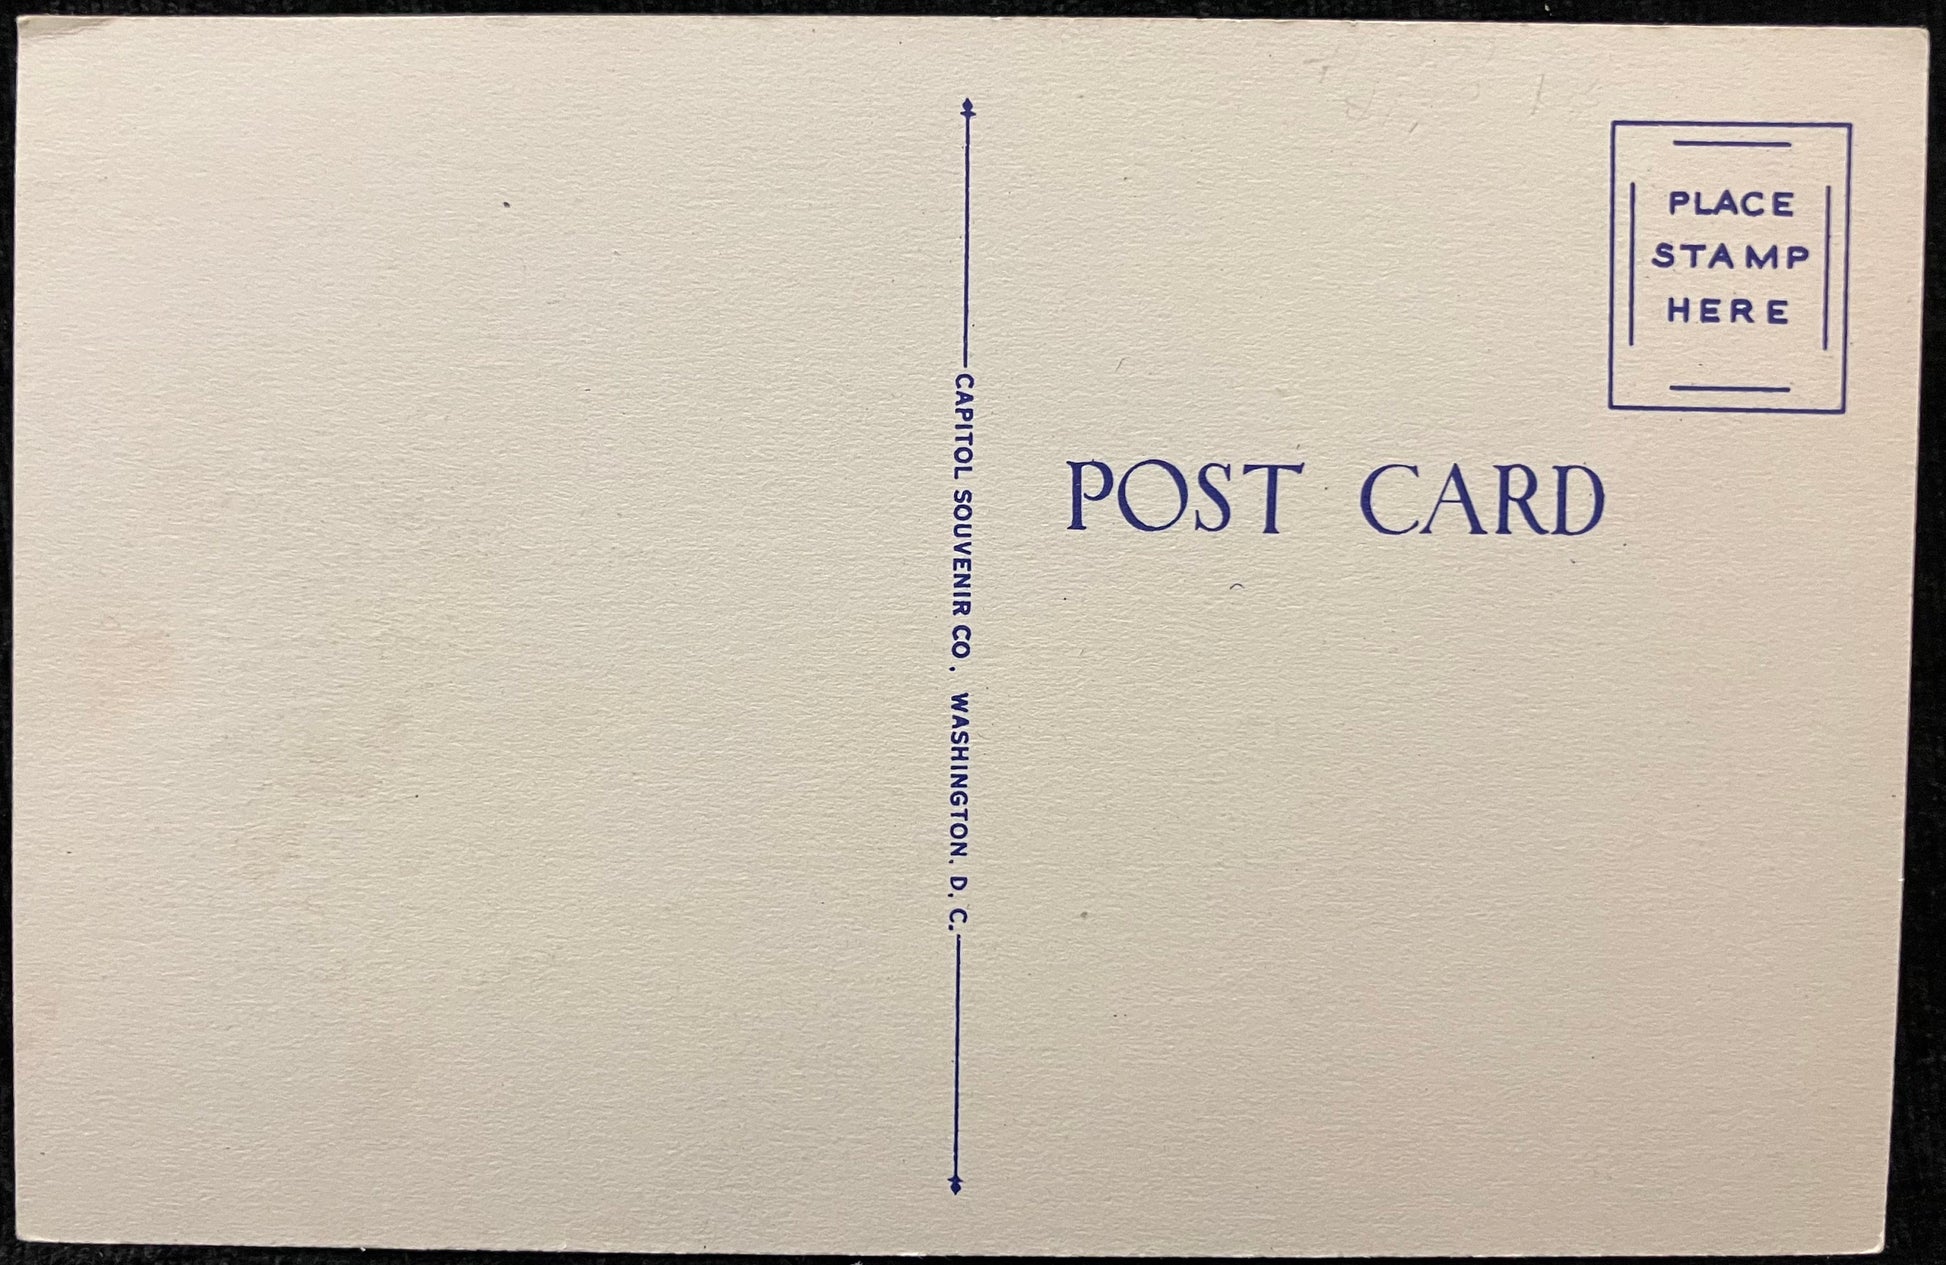 PLACE
STAMP
HERE
CAPITOL SOUVENIR CO., WASHINGTON, D. C.
POST CARD